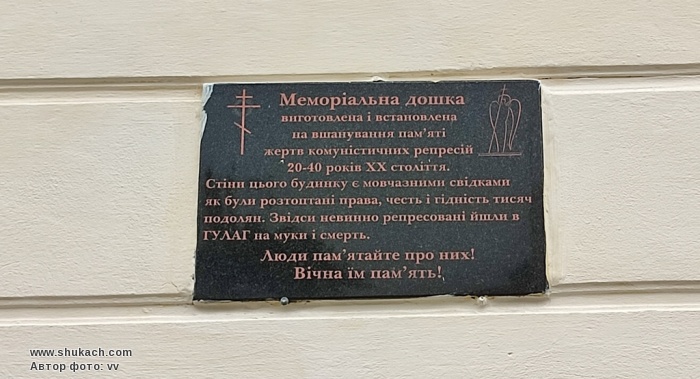 Меморіальна дошка
виготовлена і встановлена
на вшанування пам'яті
жертв комуністичних репресій
20-40 років ХХ століття.
Стіни цього будинку є мовчазними свідками
як були розтоптані права, честь і гідність тисяч
подолян. Звідси невинно репресовані йшли в
ГУЛАГ на муки і смерть.
Люди пам'ятайте про них!
Вічна їм пам'ять!
www.shukach.com
Автор фото: vv